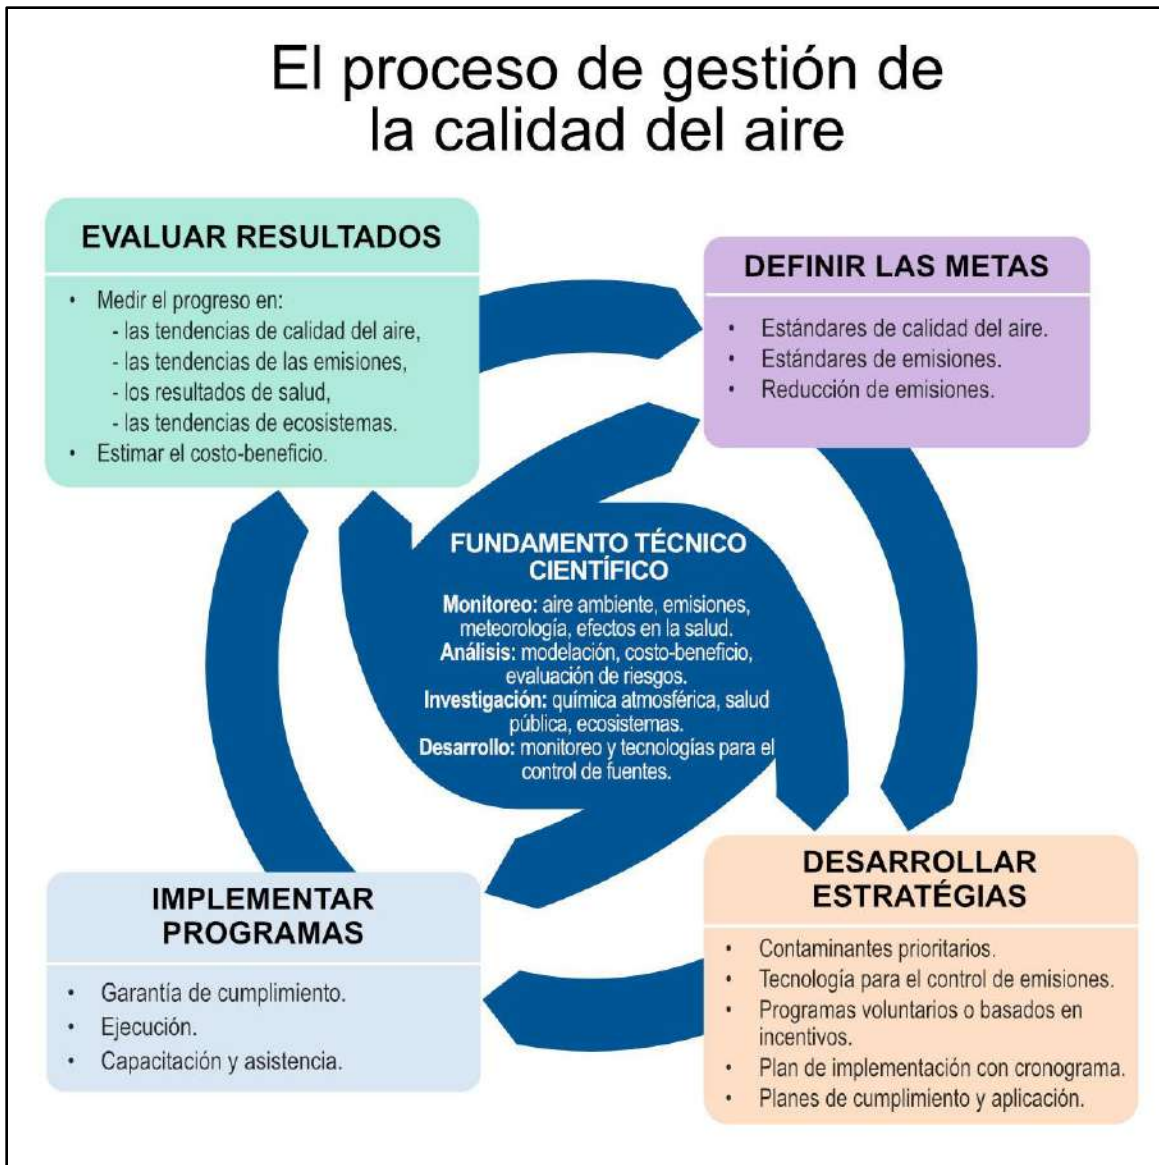 El proceso de gestión de
la calidad del aire
EVALUAR RESULTADOS
• Medir el progreso en:
- las tendencias de calidad del aire,
- las tendencias de las emisiones,
- los resultados de salud,
- las tendencias de ecosistemas.
• Estimar el costo-beneficio.
DEFINIR LAS METAS
• Estándares de calidad del aire.
• Estándares de emisiones.
• Reducción de emisiones.
FUNDAMENTO TÉCNICO
CIENTÍFICO
Monitoreo: aire ambiente, emisiones,
meteorología, efectos en la salud.
Análisis: modelación, costo-beneficio,
evaluación de riesgos.
Investigación: química atmosférica, salud
pública, ecosistemas.
Desarrollo: monitoreo y tecnologías para el
control de fuentes.
DESARROLLAR
ESTRATÉGIAS
• Contaminantes prioritarios.
• Tecnología para el control de emisiones.
• Programas voluntarios o basados en
incentivos.
• Plan de implementación con cronograma.
• Planes de cumplimiento y aplicación.
IMPLEMENTAR
PROGRAMAS
• Garantía de cumplimiento.
• Ejecución.
• Capacitación y asistencia.